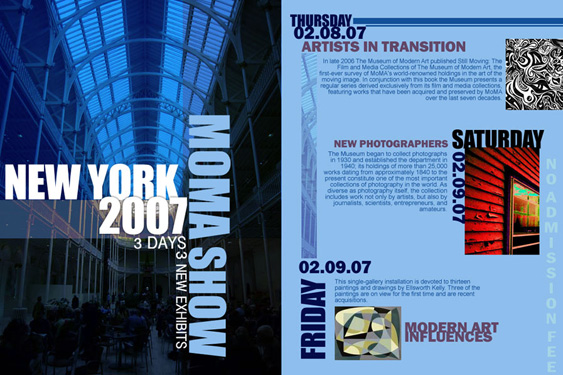 NEW YORK
2007
3 DAYS
3 NEW EXHIBITS
MOMA SHOW
THURSDAY
02.08.07
ARTISTS IN TRANSITION
In late 2006 The Museum of Modern Art published Still Moving: The
Film and Media Collections of The Museum of Modern Art, the
first-ever survey of MoMA's world-renowned holdings in the art of the
moving image. In conjunction with this book the Museum presents a
regular series derived exclusively from its film and media collections,
featuring works that have been acquired and preserved by MoMA
over the last seven decades.
SATURDAY
02.09.07
NEW PHOTOGRAPHERS
The Museum began to collect photographs
in 1930 and established the department in
1940; its holdings of more than 25,000
works dating from approximately 1840 to the
present constitute one of the most important
collections of photography in the world. As
diverse as photography itself, the collection
includes work not only by artists, but also by
journalists, scientists, entrepreneurs, and
amateurs.
NO ADMISSION FEE
02.09.07
FRIDAY
This single-gallery installation is devoted to thirteen
paintings and drawings by Ellsworth Kelly. Three of the
paintings are on view for the first time and are recent
acquisitions.
MODERN ART
INFLUENCES